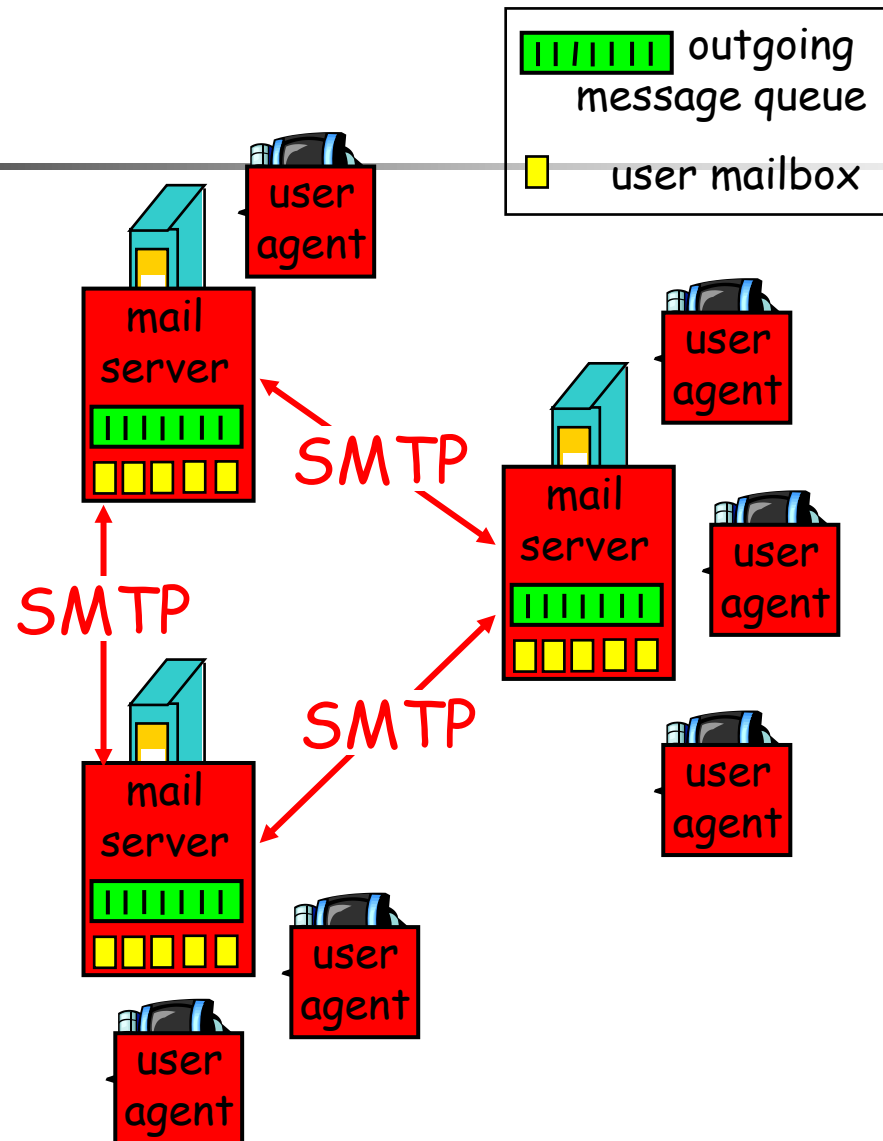 outgoing
message queue
user mailbox
user
agent
mail
server
user
agent
SMTP
mail
server
user
agent
SMTP
SMTP
user
agent
mail
server
user
agent
user
agent